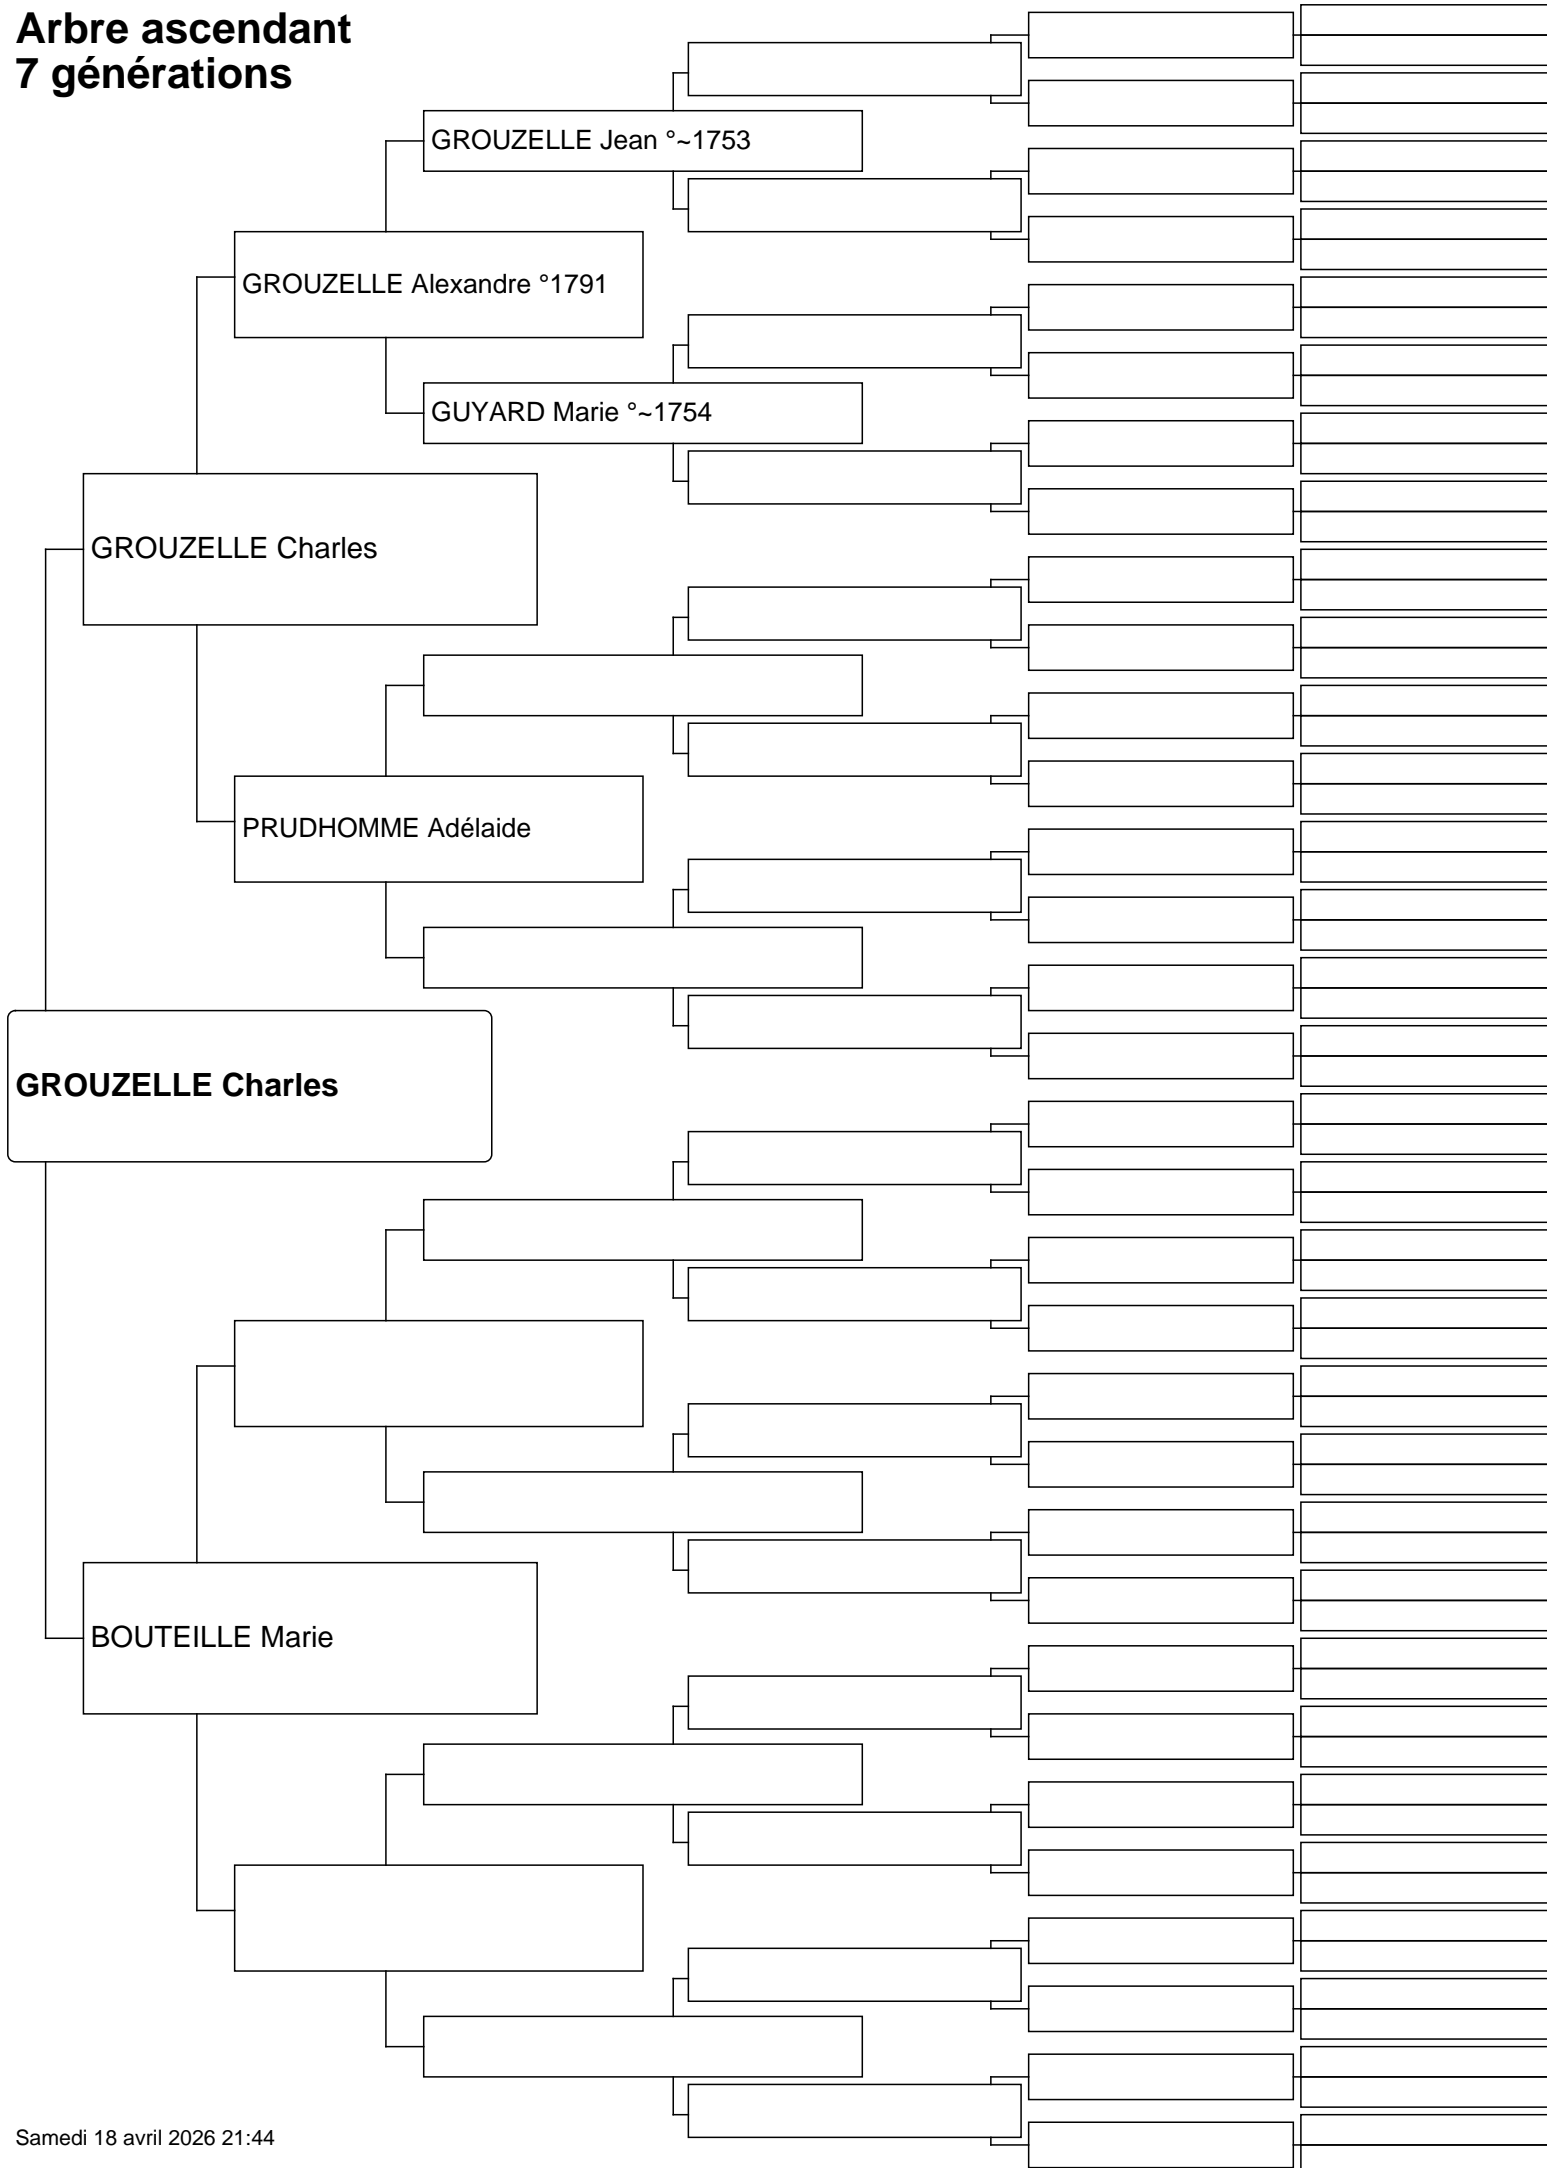 Arbre ascendant
7 générations
GROUZELLE Jean °~1753
GROUZELLE Alexandre °1791
GUYARD Marie °~1754
GROUZELLE Charles
PRUDHOMME Adélaide
GROUZELLE Charles
BOUTEILLE Marie
Samedi 18 avril 2026 21:44